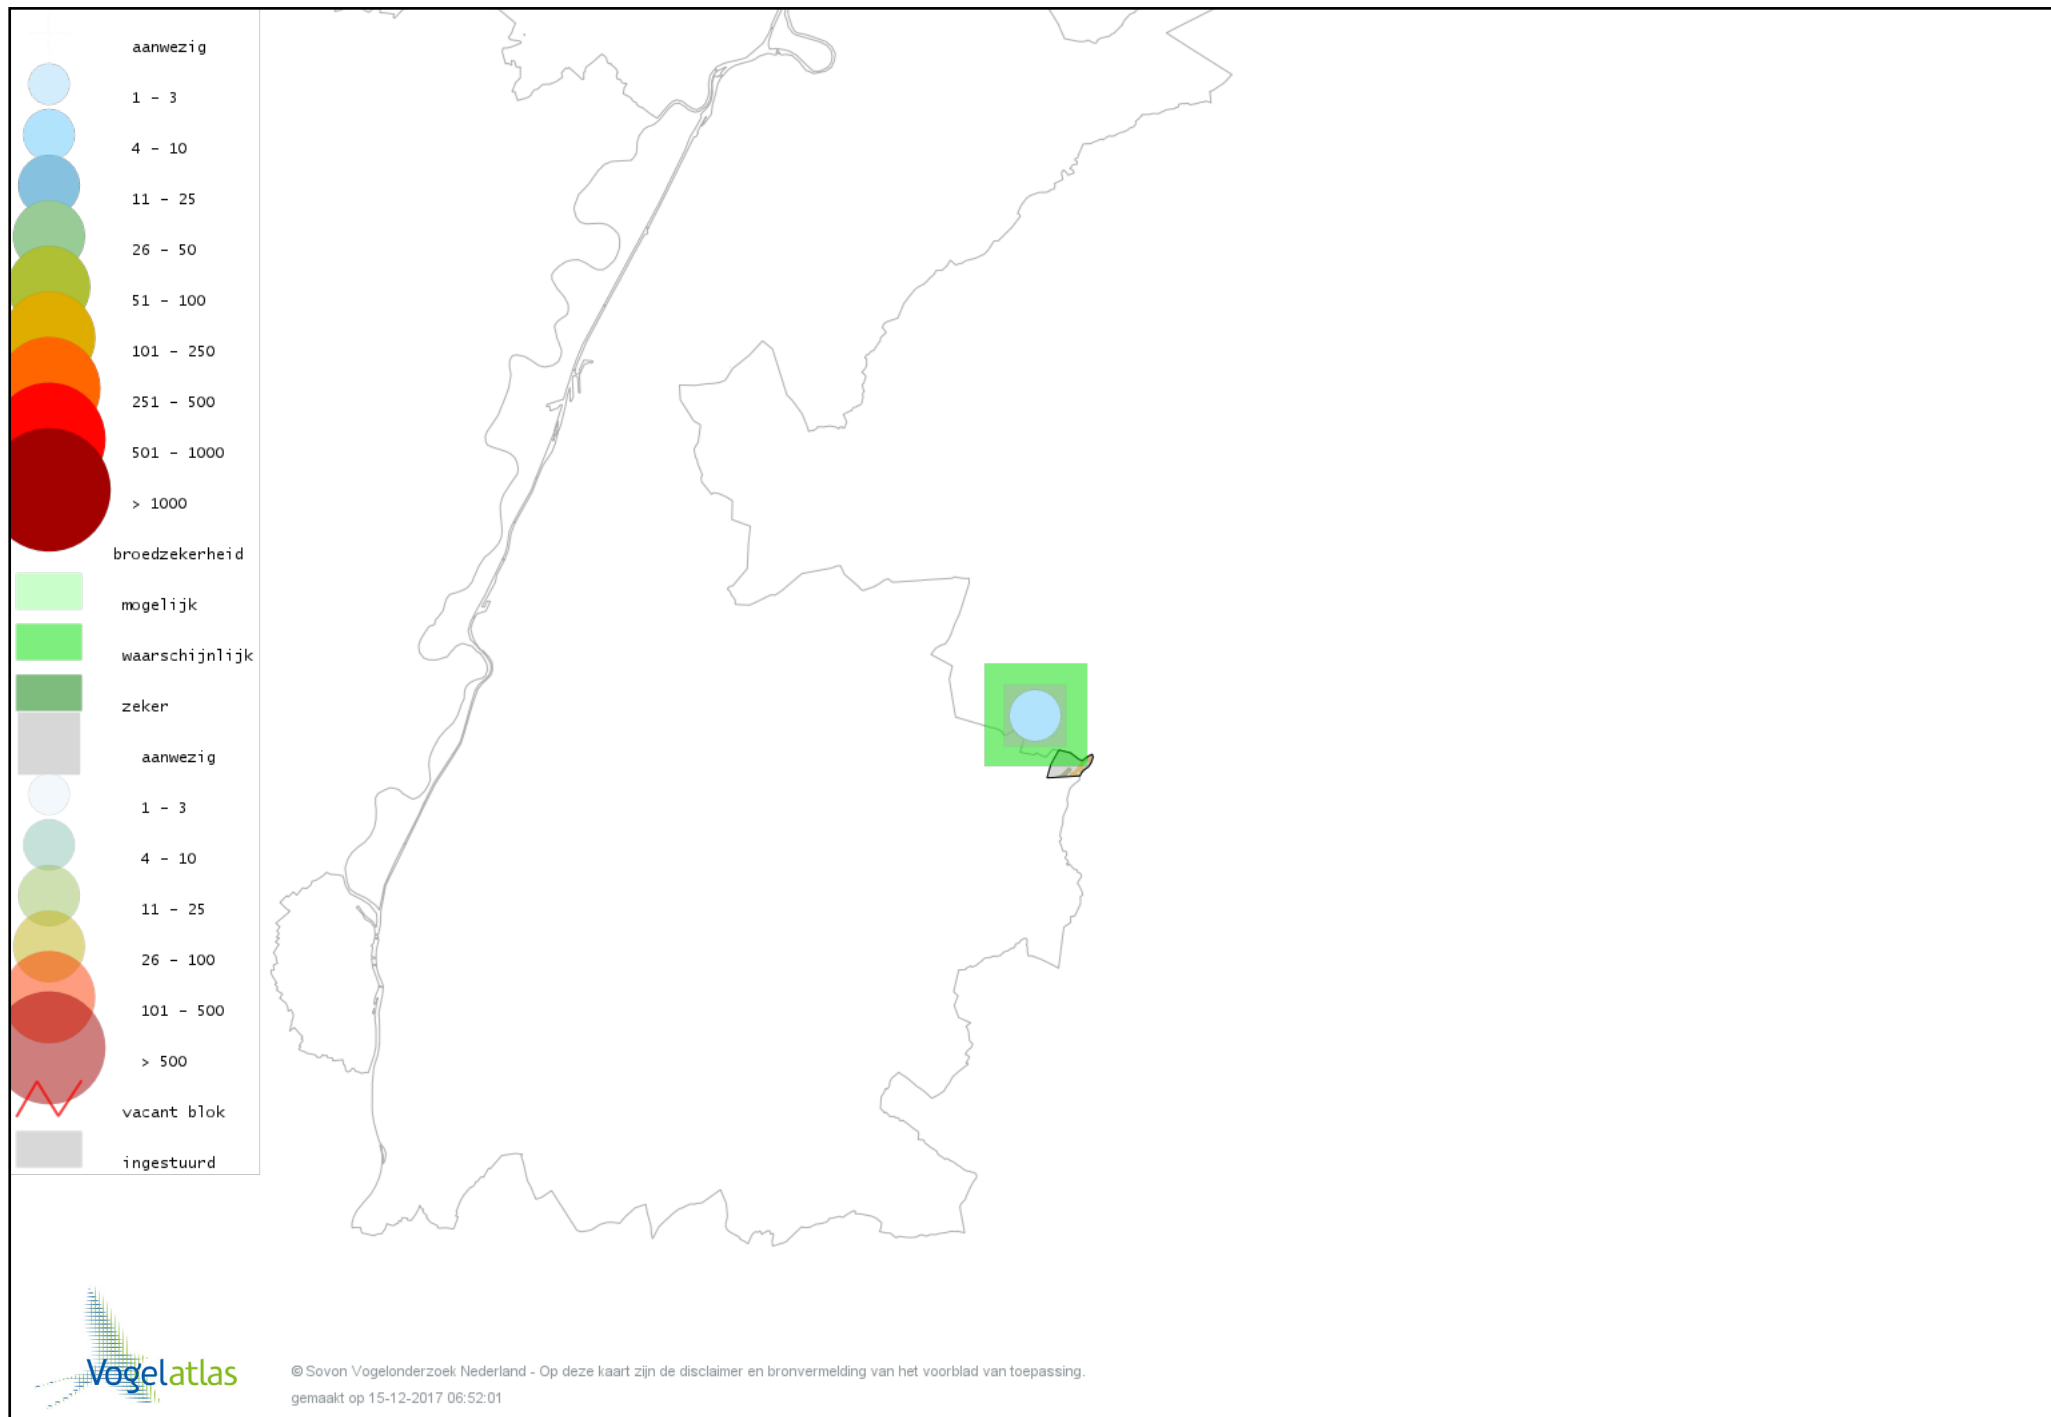 aanwezig
1 - 3
4 - 10
11 - 25
26 - 50
51 - 100
101 - 250
251 - 500
501 - 1000
> 1000
broedzekerheid
mogelijk
waarschijnlijk
zeker
aanwezig
1 - 3
4 - 10
11 - 25
26 - 100
101 - 500
> 500
vacant blok
ingestuurd
Vogelatlas
© Sovon Vogelonderzoek Nederland - Op deze kaart zijn de disclaimer en bronvermelding van het voorblad van toepassing.
gemaakt op 15-12-2017 06:52:01